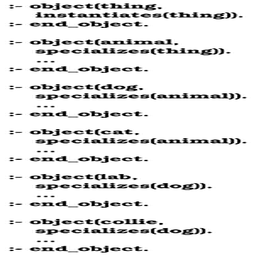 :- object(thing,
instantiates(thing)).
:- end_object.
:- object(animal,
specializes(thing)).
...
:- end_object.
:- object(dog,
specializes(animal)).
...
:- end_object.
:- object(cat,
specializes(animal)).
...
:- end_object.
:- object(lab,
specializes(dog)).
...
:- end_object.
:- object(collie,
specializes(dog)).
...
:- end_object.